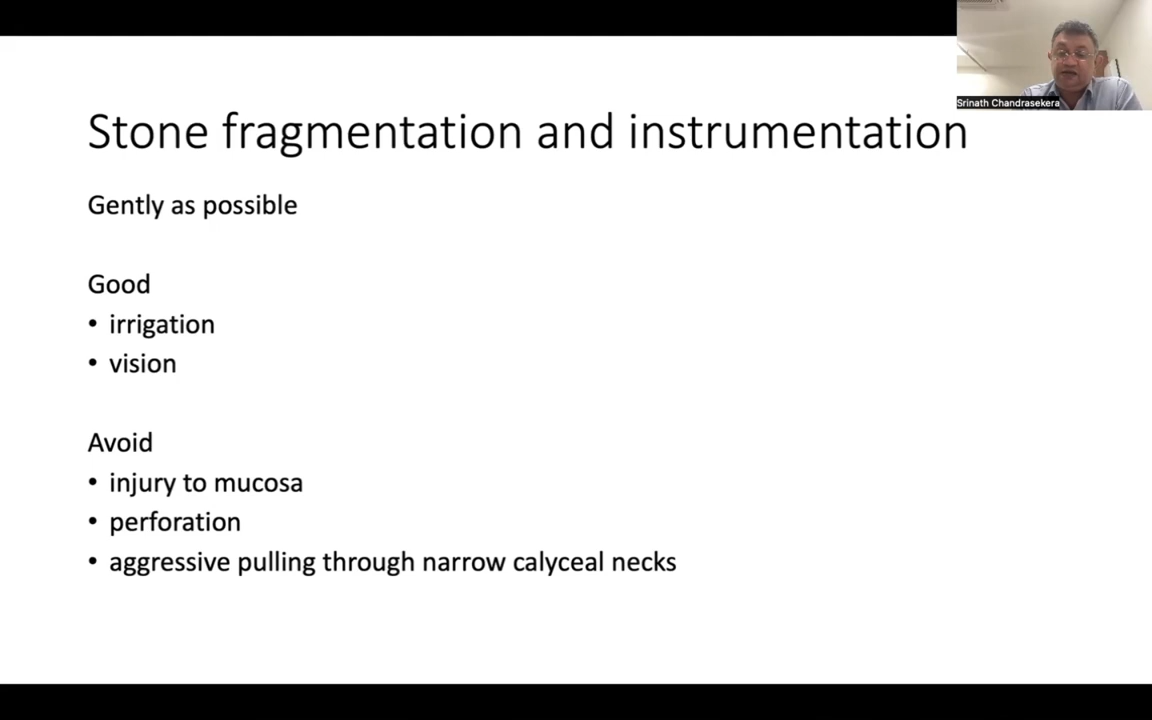 Srinath Chandrasekera
Stone fragmentation and instrumentation
Gently as possible
Good
• irrigation
• vision
Avoid
• injury to mucosa
• perforation
• aggressive pulling through narrow calyceal necks